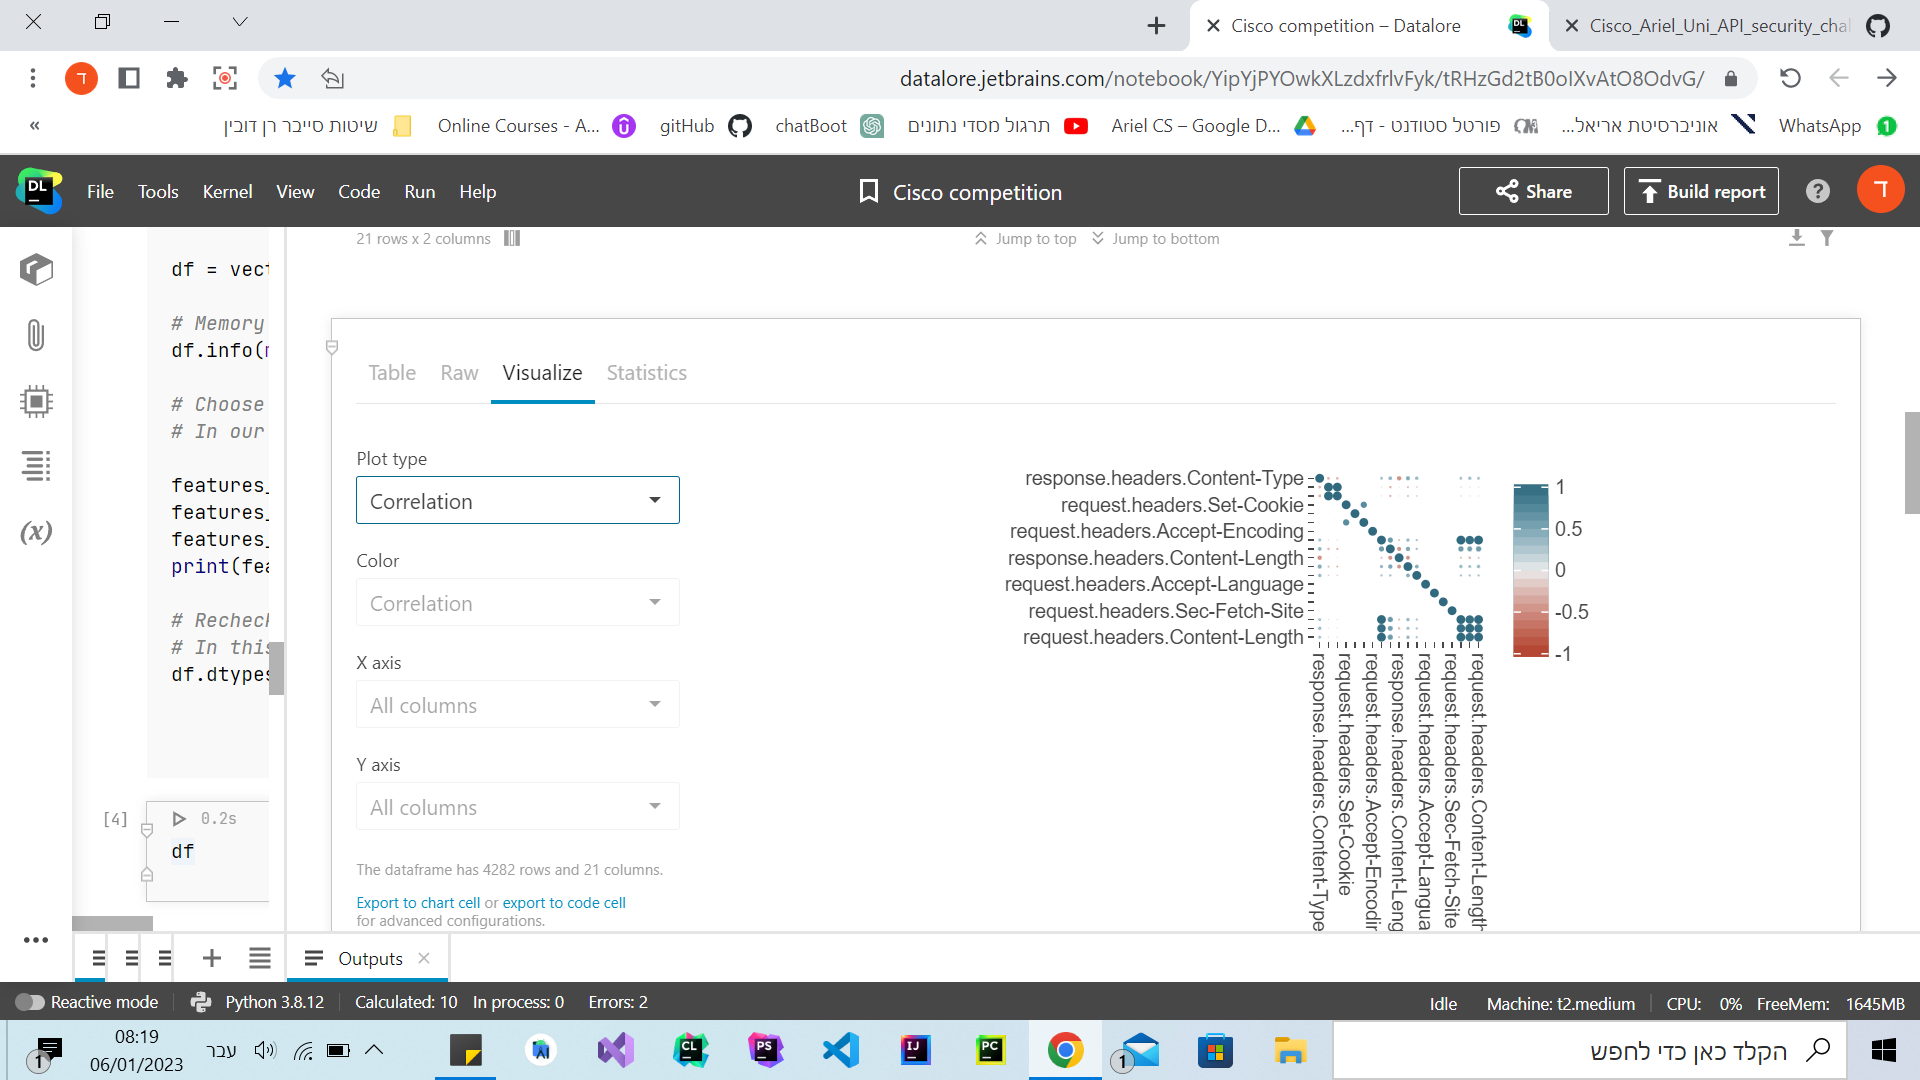 Cisco competition – Datalore
Cisco_Ariel_Uni_API_security_chal
datalore.jetbrains.com/notebook/YipYjPYOwkXLzdxfrlvFyk/tRHzGd2tB0oIXvAtO8OdvG/
ד
«
שיטות סייבר רן דובין
Online Courses - A...
gitHub
chatBoot
תרגול מסדי נתונים
Ariel CS – Google D...
פורטל סטודנט - דף...
אוניברסיטת אריאל...
WhatsApp
1
DL
File Tools Kernel View Code Run Help
Cisco competition
Share
Build report
?
ד
21 rows x 2 columns
Jump to top
Jump to bottom
df = vect
# Memory
df.info(m
# Choose
# In our
features_
features_
features_
print(fea
# Rechec
# In this
df.dtypes
[4]
0.2s
df
Table Raw Visualize Statistics
Plot type
Correlation
Color
Correlation
X axis
All columns
Y axis
All columns
The dataframe has 4282 rows and 21 columns.
Export to chart cell or export to code cell
for advanced configurations.
response.headers.Content-Type
request.headers.Set-Cookie
request.headers.Accept-Encoding
response.headers.Content-Length
request.headers.Accept-Language
request.headers.Sec-Fetch-Site
request.headers.Content-Length
1
0.5
0
-0.5
-1
response.headers.Content-Type
request.headers.Set-Cookie
request.headers.Accept-Encodin
response.headers.Content-Leng
request.headers.Accept-Langua
request.headers.Sec-Fetch-Site
request.headers.Content-Length
(x)
Outputs
Reactive mode
Python 3.8.12
Calculated: 10 In process: 0 Errors: 2
Idle
Machine: t2.medium
CPU: 0% FreeMem: 1645MB
1
08:19
06/01/2023
עבר
CL
PS
IJ
PC
1
הקלד כאן כדי לחפש